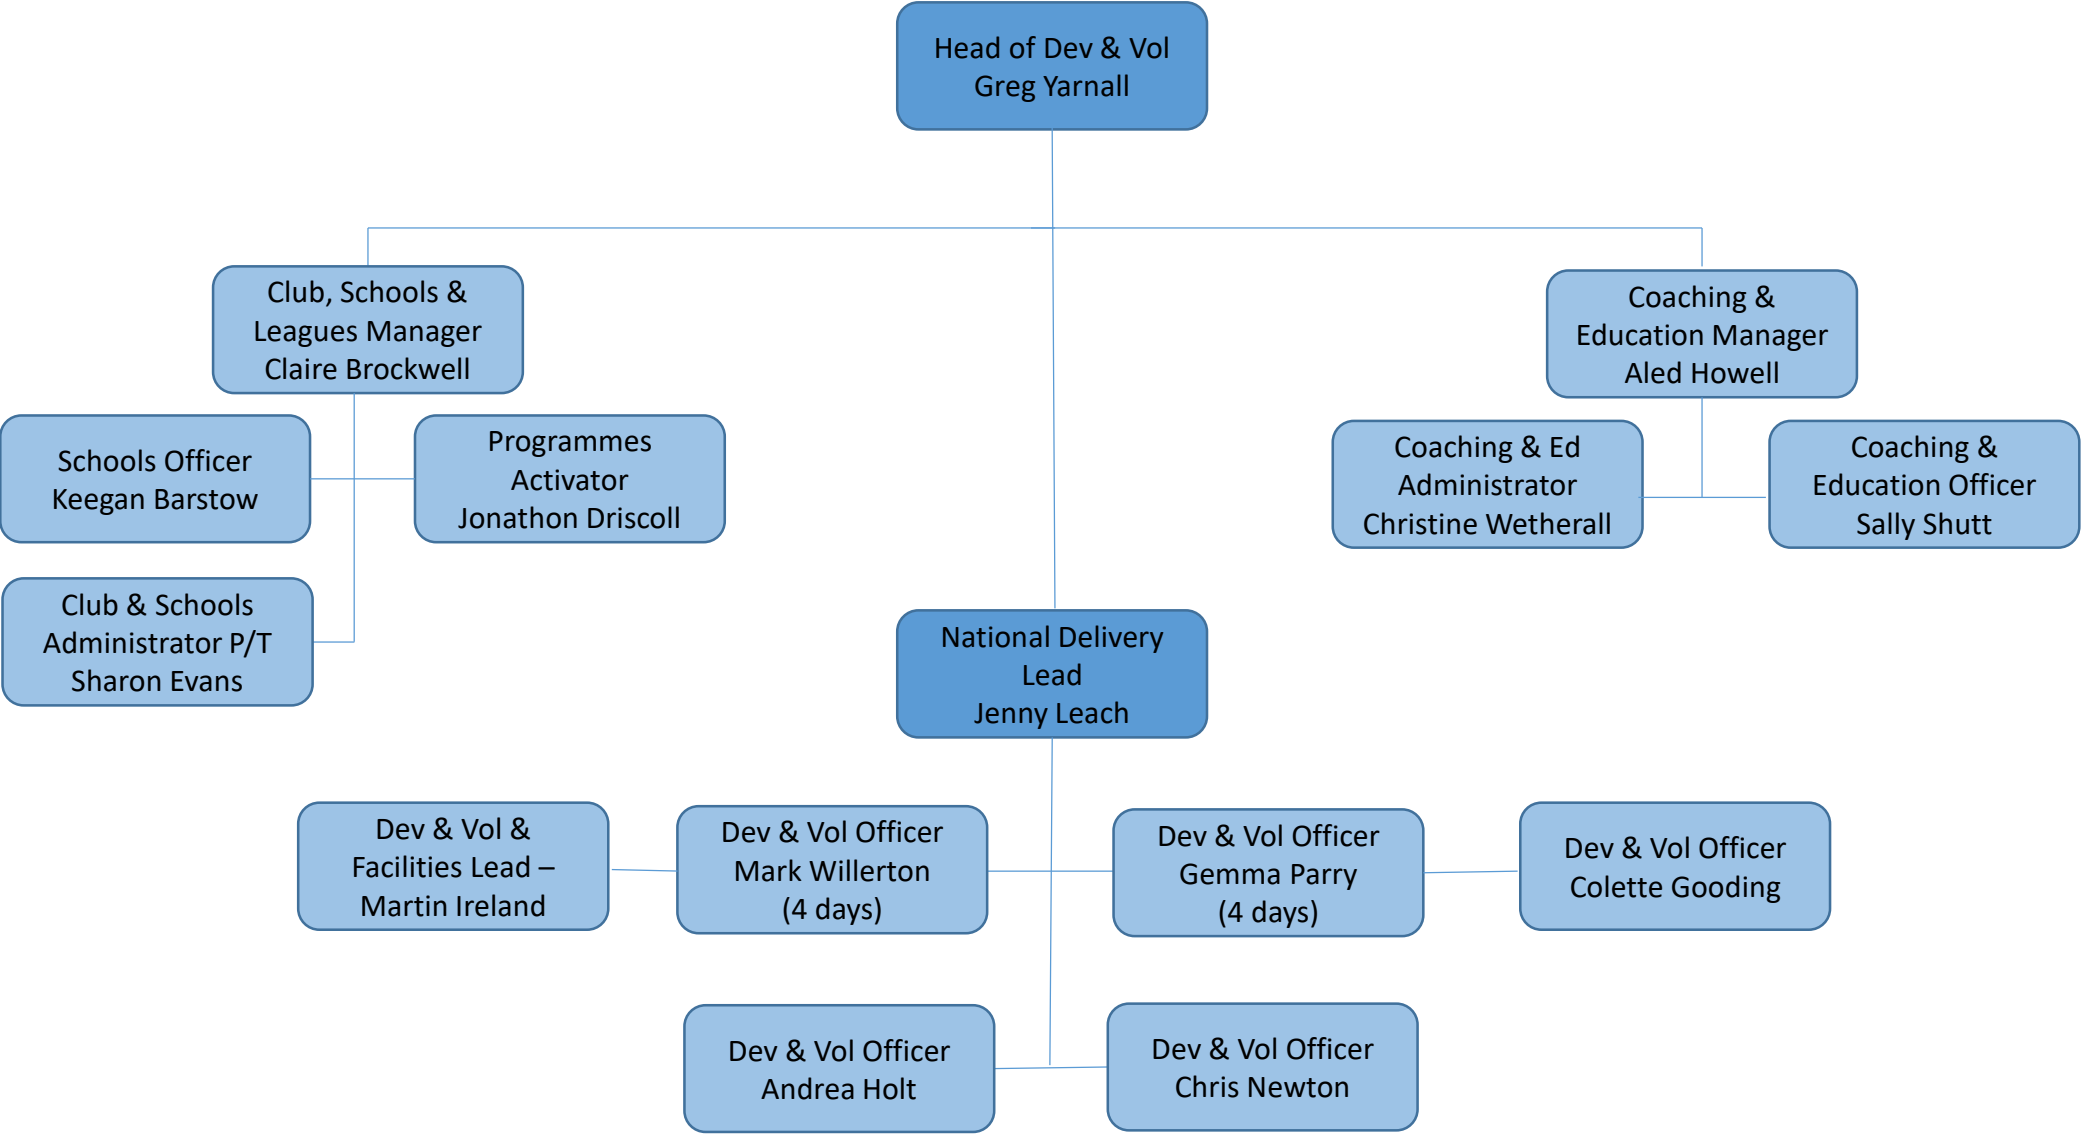 Head of Dev & Vol
Greg Yarnall
Club, Schools &
Leagues Manager
Claire Brockwell
Coaching &
Education Manager
Aled Howell
Schools Officer
Keegan Barstow
Programmes
Activator
Jonathon Driscoll
Coaching & Ed
Administrator
Christine Wetherall
Coaching &
Education Officer
Sally Shutt
Club & Schools
Administrator P/T
Sharon Evans
National Delivery
Lead
Jenny Leach
Dev & Vol &
Facilities Lead –
Martin Ireland
Dev & Vol Officer
Mark Willerton
(4 days)
Dev & Vol Officer
Gemma Parry
(4 days)
Dev & Vol Officer
Colette Gooding
Dev & Vol Officer
Andrea Holt
Dev & Vol Officer
Chris Newton